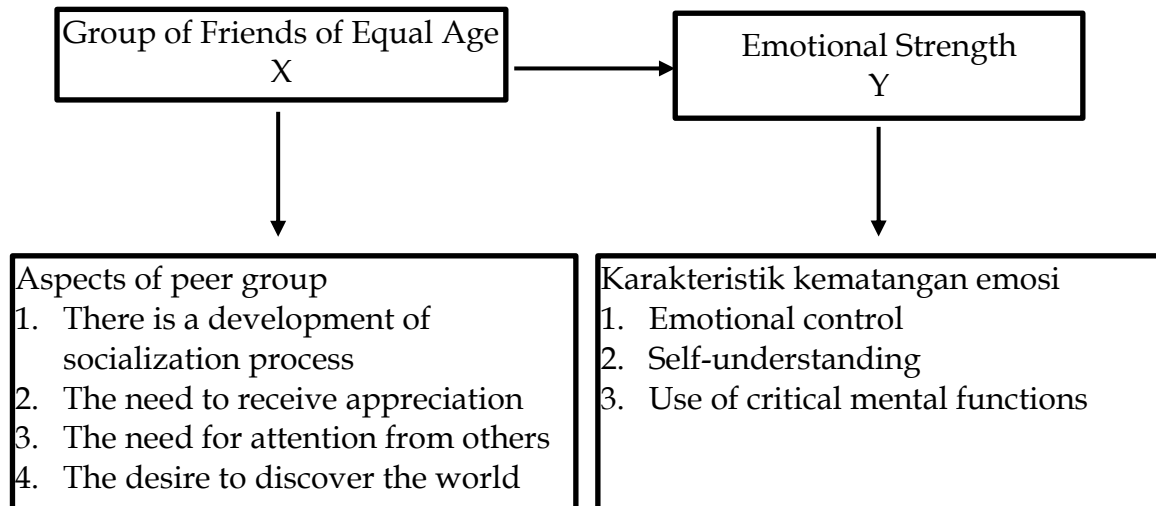 Group of Friends of Equal Age
X
Emotional Strength
Y
Aspects of peer group
1. There is a development of
socialization process
2. The need to receive appreciation
3. The need for attention from others
4. The desire to discover the world
Karakteristik kematangan emosi
1. Emotional control
2. Self-understanding
3. Use of critical mental functions